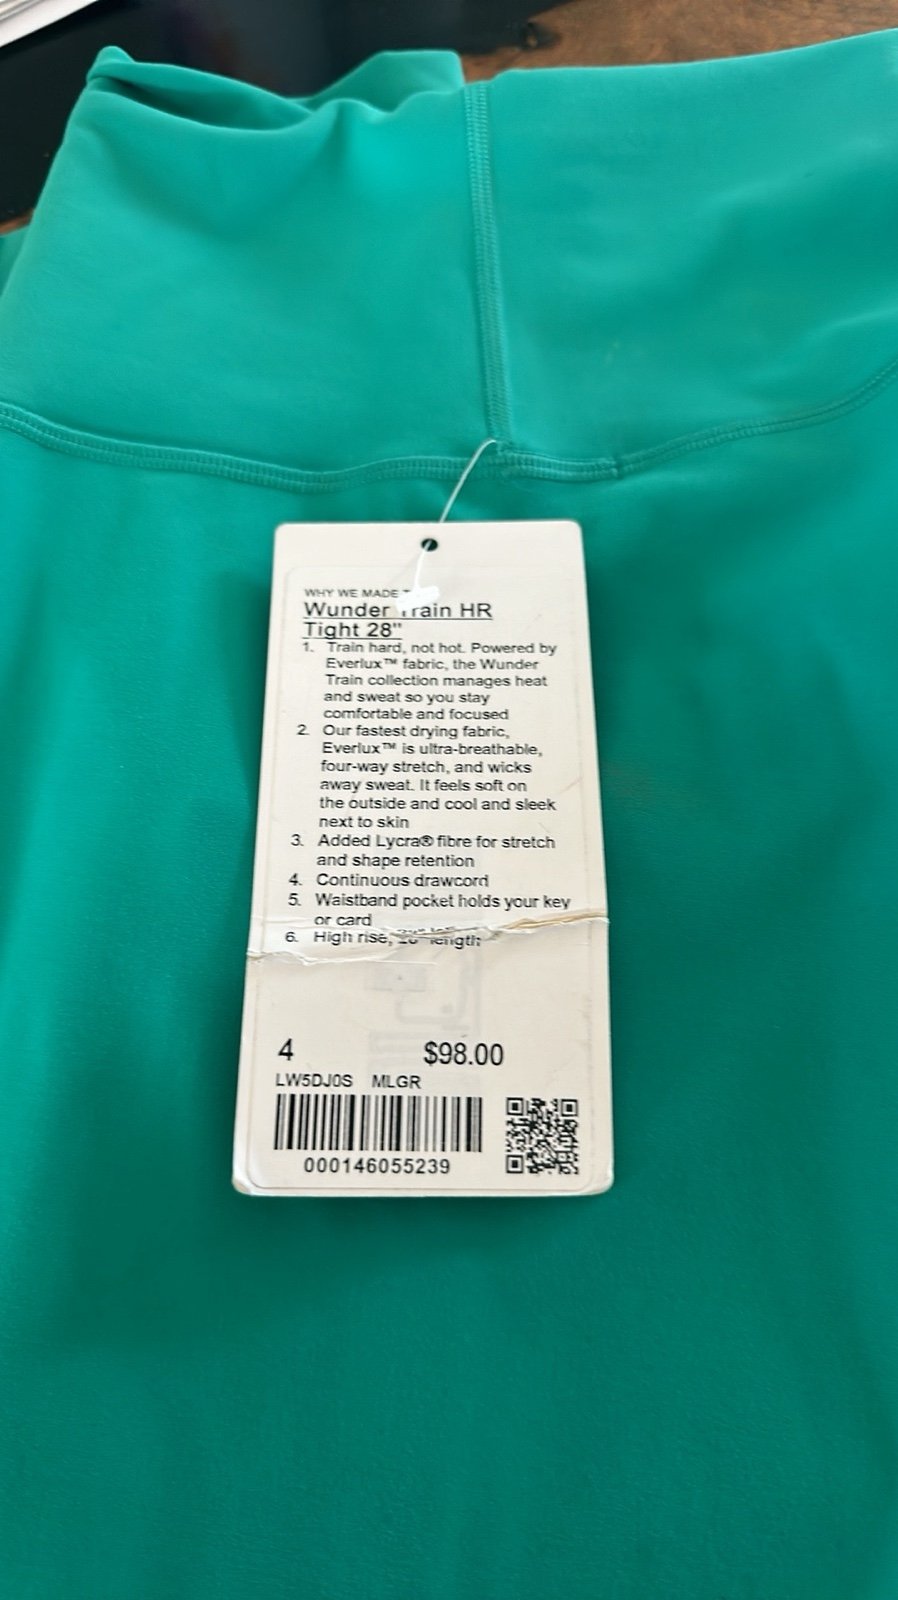 WHY WE MADE
Wunder Train HR
Tight 28"
1. Train hard, not hot. Powered by
Everlux™ fabric, the Wunder
Train collection manages heat
and sweat so you stay
comfortable and focused
2. Our fastest drying fabric,
Everlux™ is ultra-breathable,
four-way stretch, and wicks
away sweat. It feels soft on
the outside and cool and sleek
next to skin
3. Added Lycra® fibre for stretch
and shape retention
4. Continuous drawcord
5. Waistband pocket holds your key
or card
6. High rise, length
4 $98.00
LW5DJ0S MLGR
000146055239